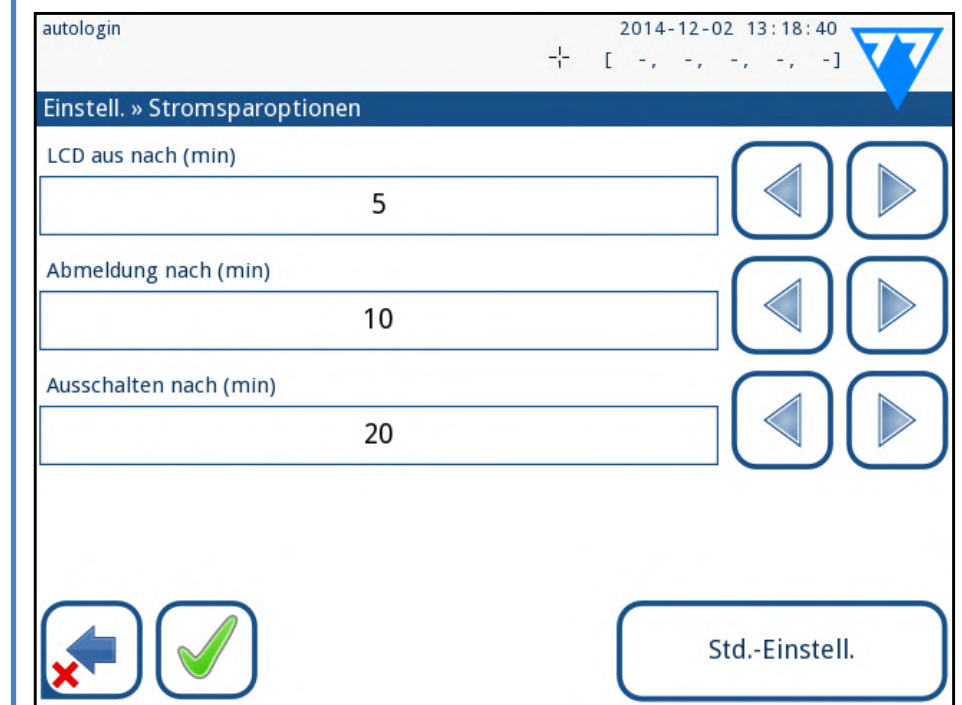 autologin
2014-12-02 13:18:40
[ -, -, -, -, -]
Einstell. » Stromsparoptionen
LCD aus nach (min)
5
Abmeldung nach (min)
10
Ausschalten nach (min)
20
Std.-Einstell.